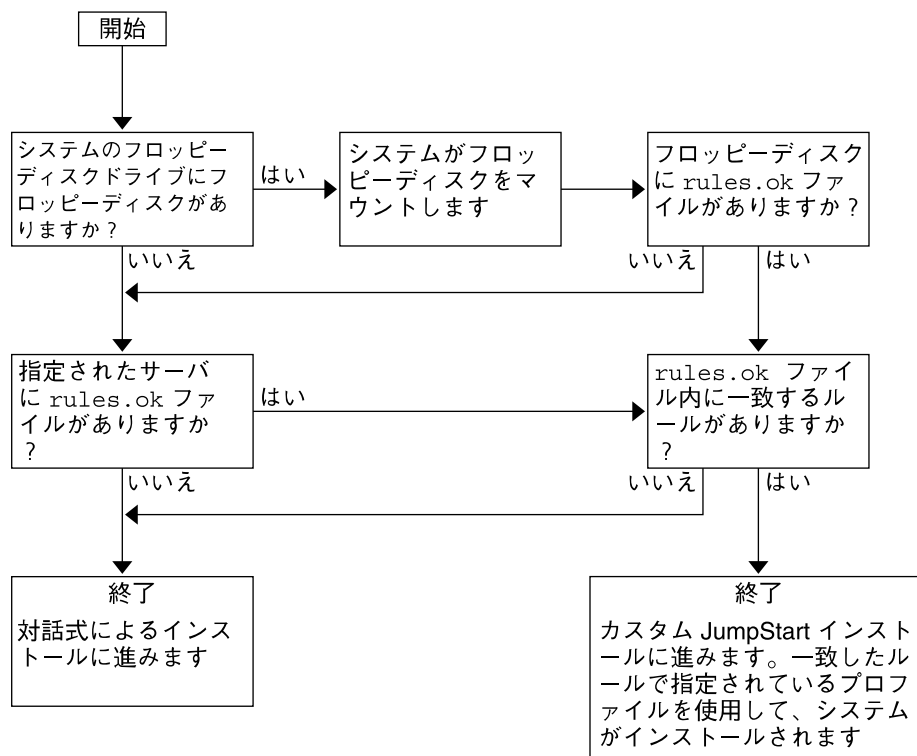 開始
システムのフロッピー
ディスクドライブにフ
ロッピーディスクがあ
りますか？
はい
システムがフロッ
ピーディスクをマ
ウントします
フロッピーディスク
に rules.ok ファ
イルがありますか？
いいえ
いいえ
はい
指定されたサーバ
に rules.ok ファ
イルがありますか
？
はい
rules.ok ファイ
ル内に一致するル
ールがありますか
？
いいえ
いいえ
はい
終了
対話式によるインス
トールに進みます
終了
カスタム JumpStart インスト
ールに進みます。一致したル
ールで指定されているプロフ
ァイルを使用して、システム
がインストールされます